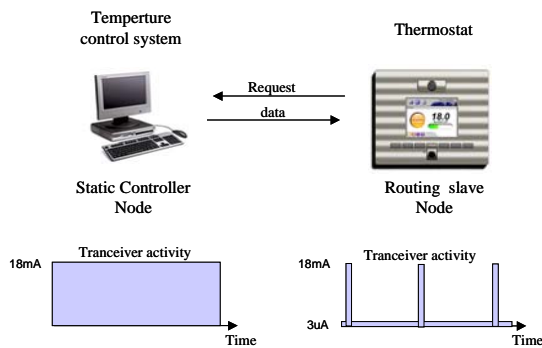 Temperture
control system
Thermostat
Request
data
18.0
Static Controller
Node
Routing slave
Node
Tranceiver activity
18mA
Time
Tranceiver activity
18mA
3uA
Time